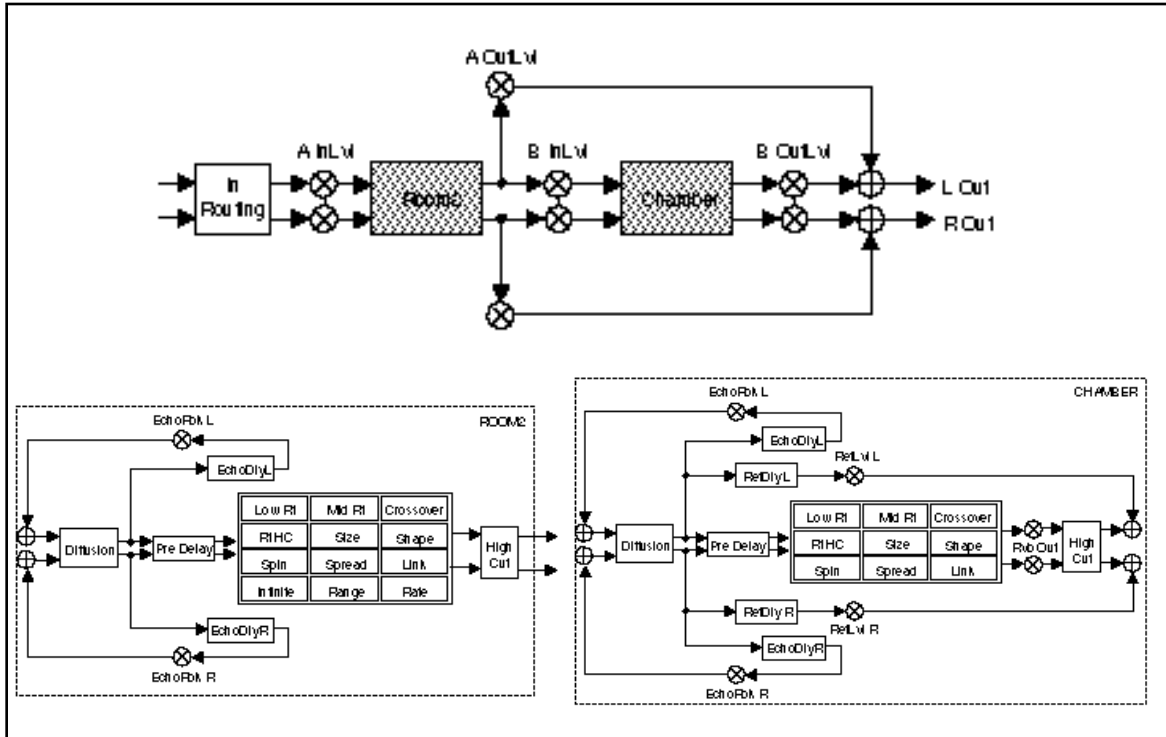 A OutLvl
A InLvl
B InLvl
B OutLvl
In
Routing
Room2
Chamber
L Out
R Out
ROOM2
EchoFbk L
EchoDlyL
Diffusion
Pre Delay
Low Rt
Mid Rt
Crossover
RtHC
Size
Shape
Spin
Spread
Link
Infinite
Range
Rate
High
Cut
EchoDlyR
EchoFbk R
CHAMBER
EchoFbk L
EchoDlyL
RefDlyL
RefLvl L
Diffusion
Pre Delay
Low Rt
Mid Rt
Crossover
RtHC
Size
Shape
Spin
Spread
Link
Rvb Out
High
Cut
RefDlyR
RefLvl R
EchoDlyR
EchoFbk R